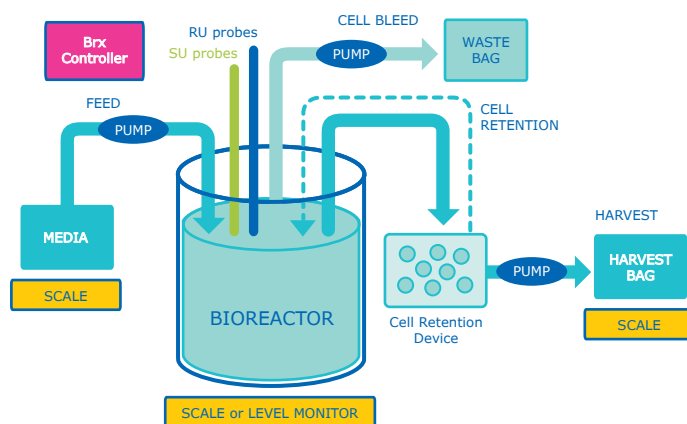 Brx
Controller
RU probes
SU probes
CELL BLEED
PUMP
WASTE
BAG
FEED
PUMP
CELL
RETENTION
MEDIA
SCALE
BIOREACTOR
SCALE or LEVEL MONITOR
Cell Retention
Device
HARVEST
PUMP
HARVEST
BAG
SCALE